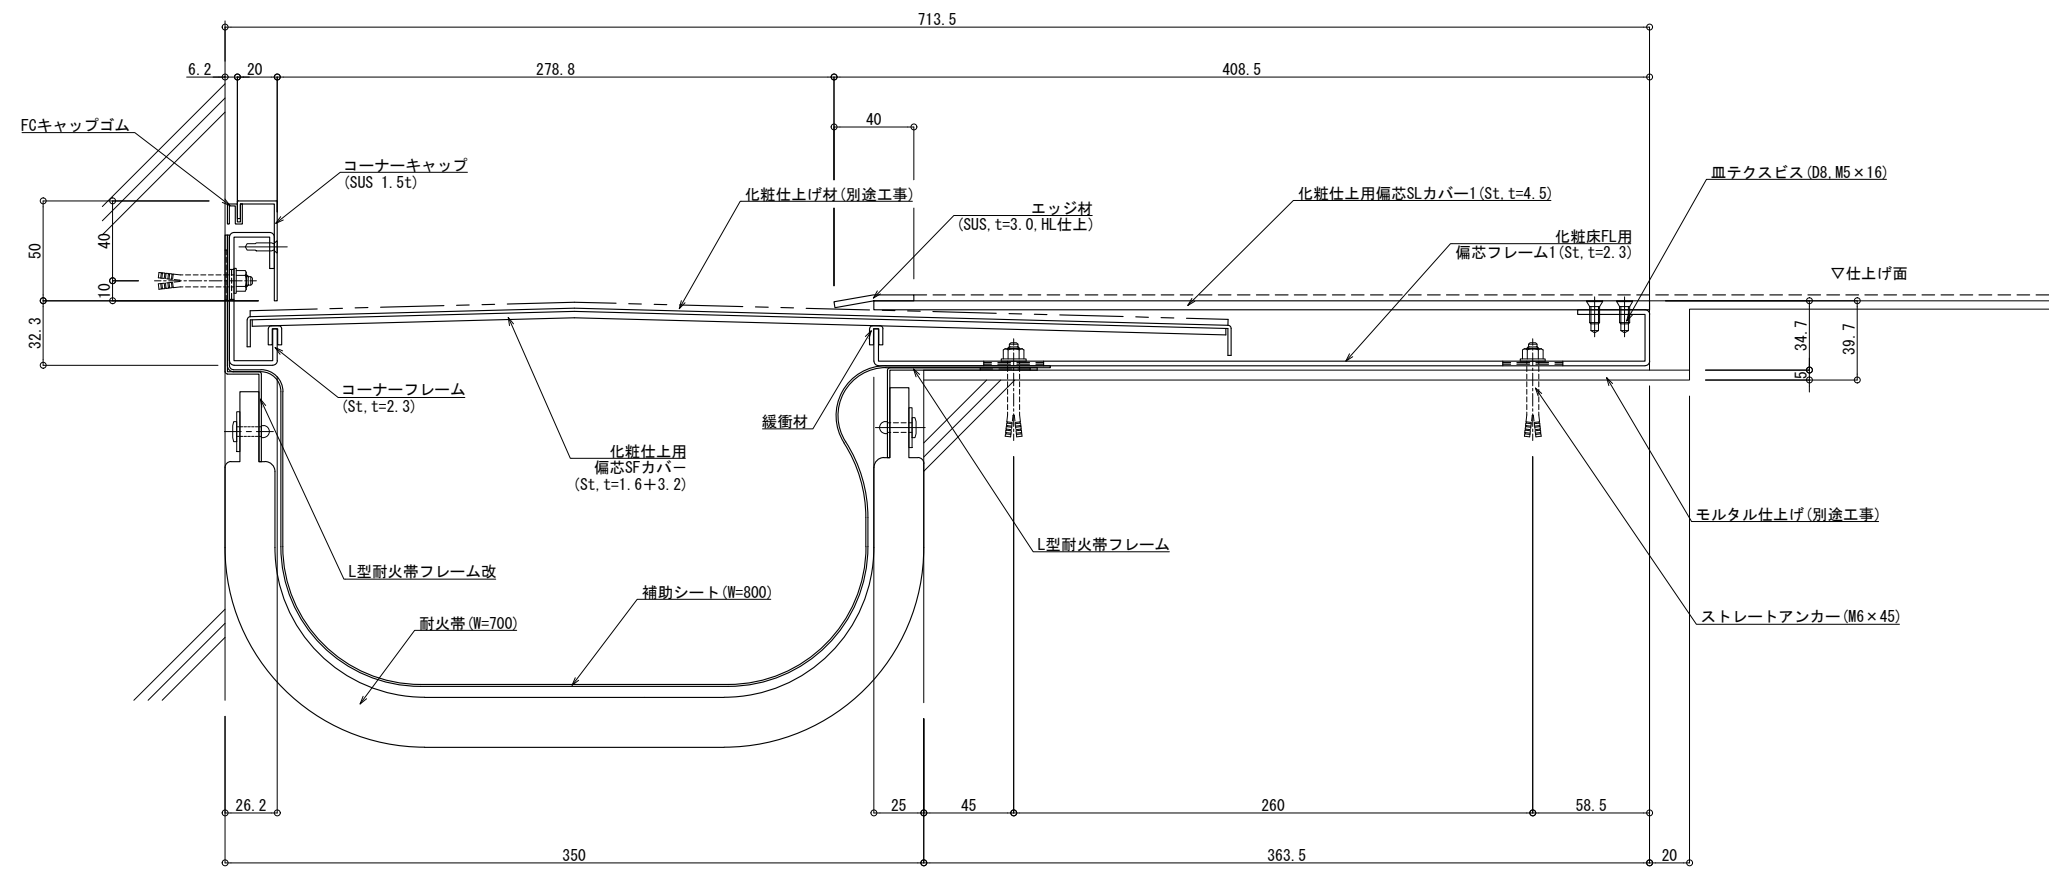 713.5
6.2
20
278.8
408.5
40
FCキャップゴム
コーナーキャップ
(SUS 1.5t)
化粧仕上げ材(別途工事)
エッジ材
(SUS,t=3.0,HL仕上)
化粧仕上用偏芯SLカバー1(St,t=4.5)
皿テクスビス(D8,M5×16)
化粧床FL用
偏芯フレーム1(St,t=2.3)
▽仕上げ面
50
40
10
32.3
34.7
39.7
5
コーナーフレーム
(St,t=2.3)
緩衝材
化粧仕上用
偏芯SFカバー
(St,t=1.6+3.2)
モルタル仕上げ(別途工事)
L型耐火帯フレーム
L型耐火帯フレーム改
補助シート(W=800)
耐火帯(W=700)
ストレートアンカー(M6×45)
26.2
25
45
260
58.5
350
363.5
20